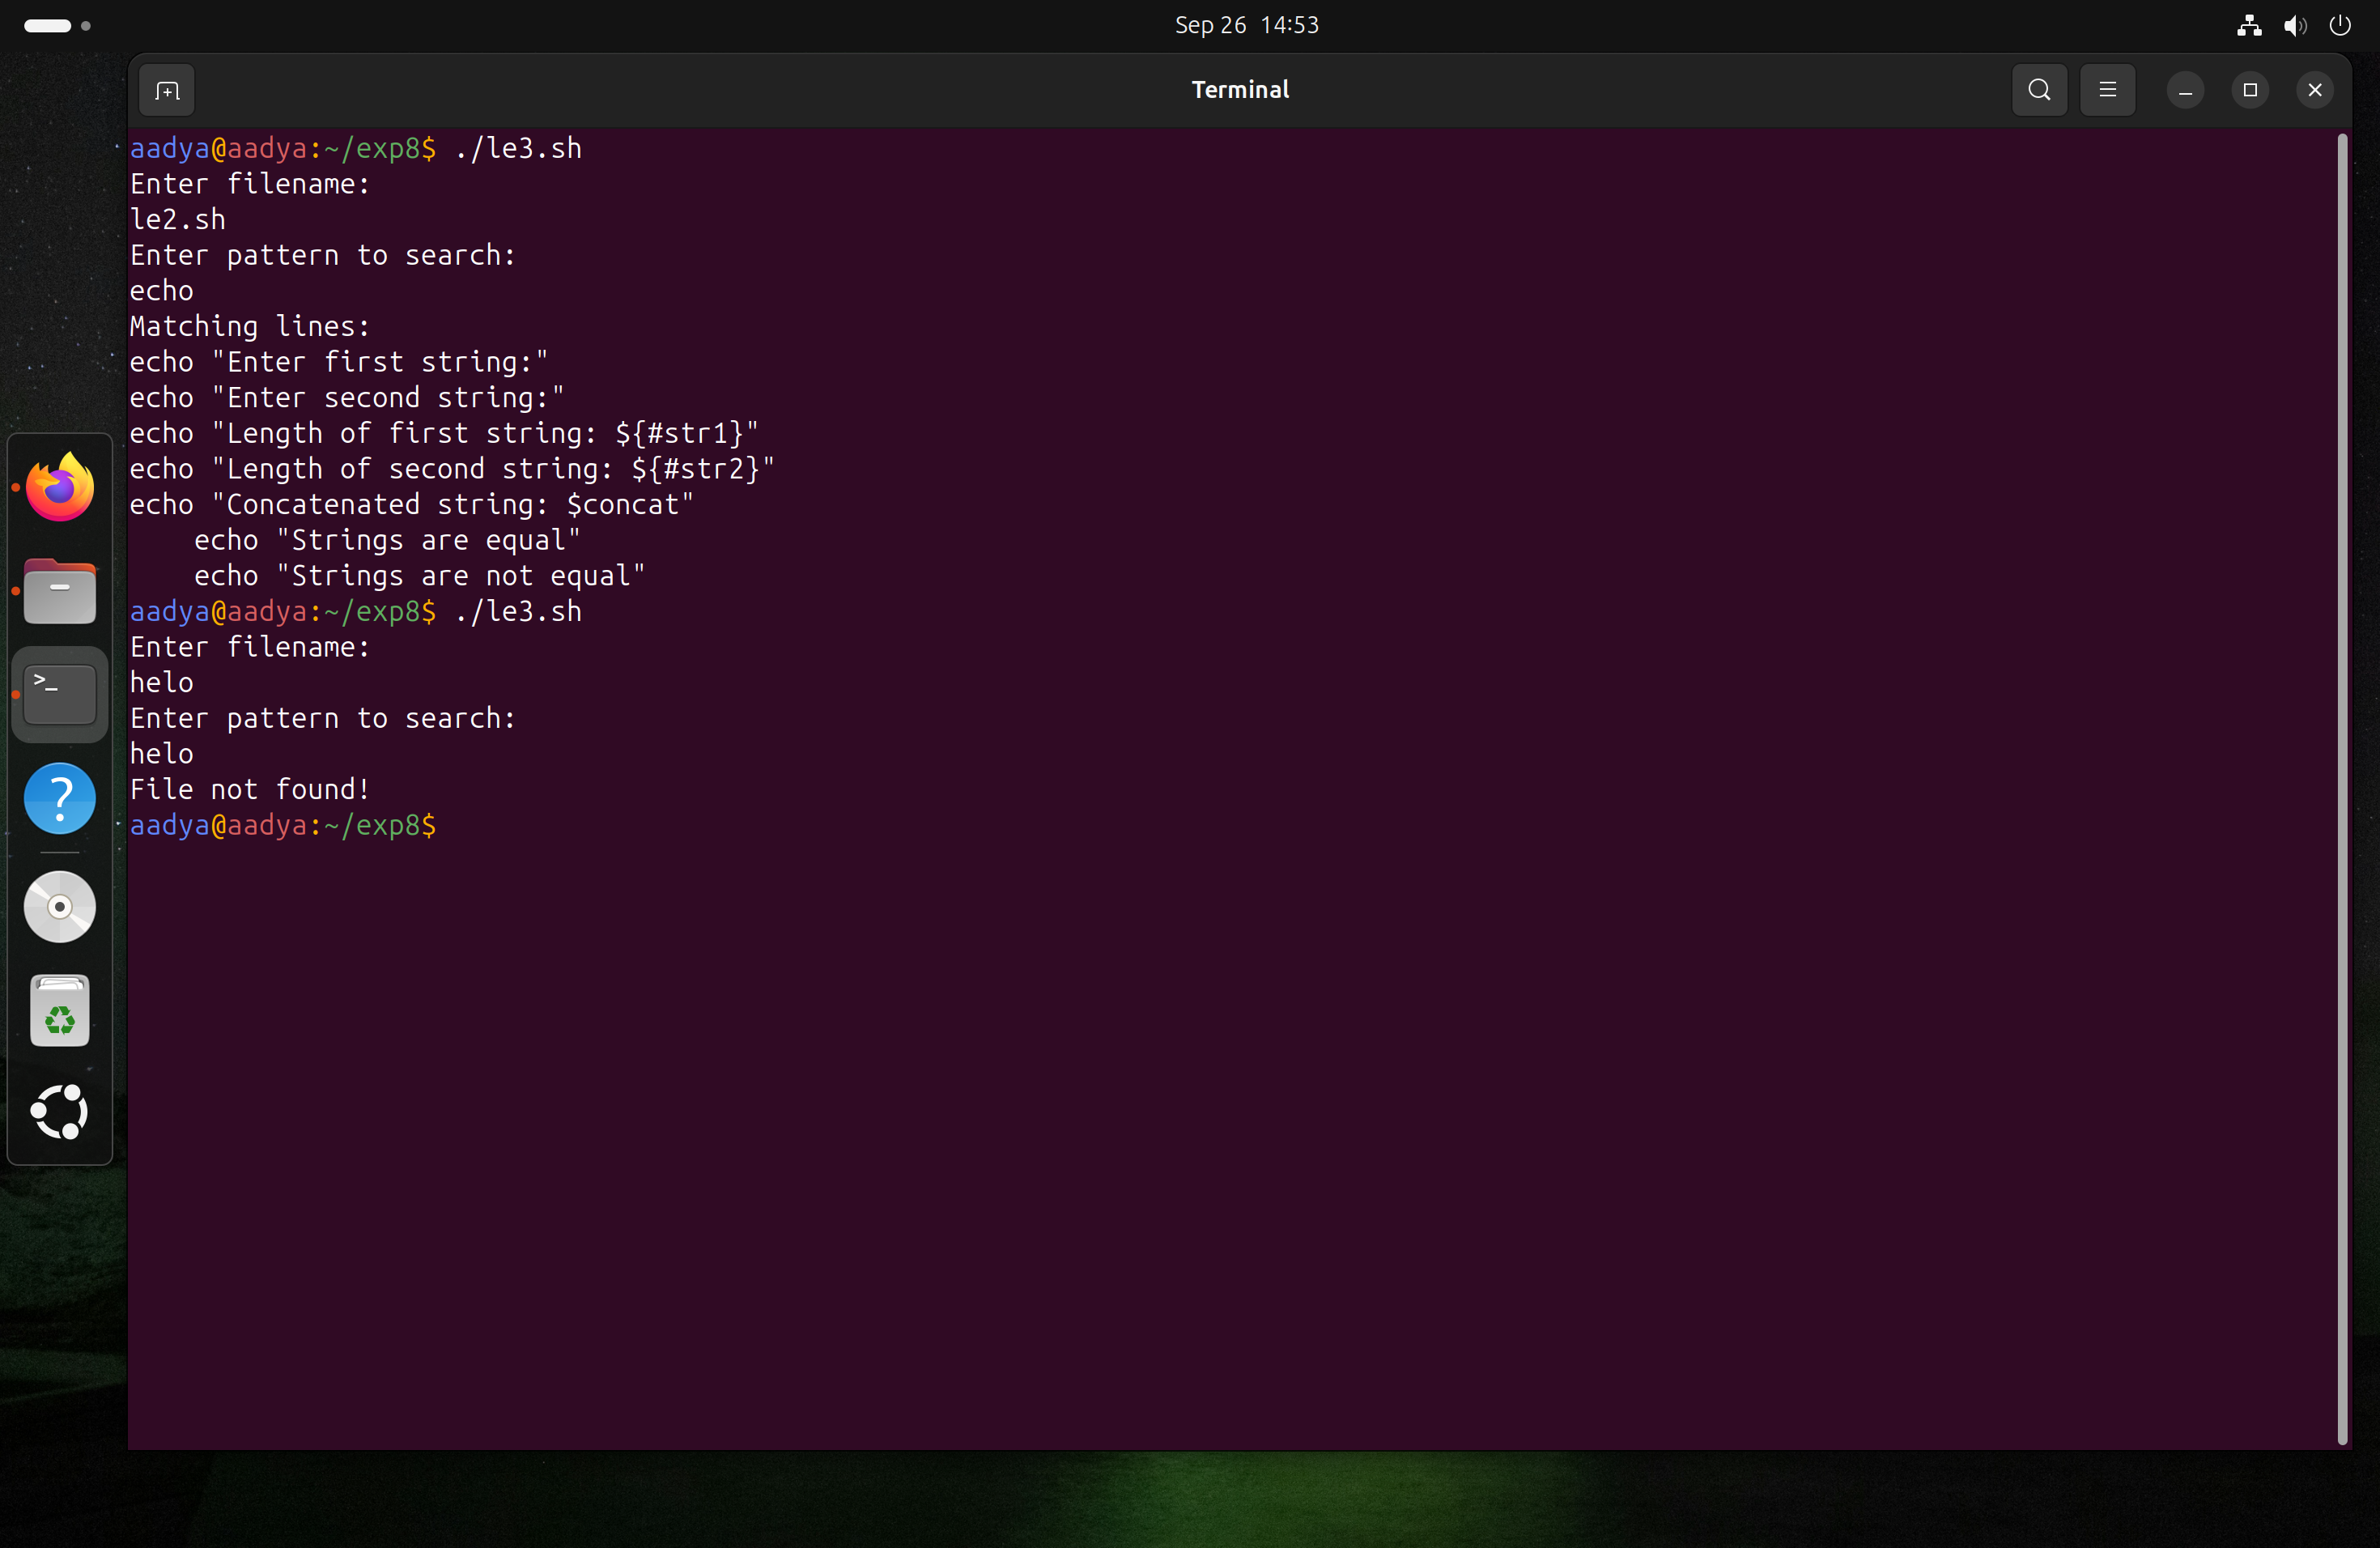 Sep 26 14:53
Terminal
aadya@aadya:~/exp8$ ./le3.sh
Enter filename:
le2.sh
Enter pattern to search:
echo
Matching lines:
echo "Enter first string:"
echo "Enter second string:"
echo "Length of first string: ${#str1}"
echo "Length of second string: ${#str2}"
echo "Concatenated string: $concat"
    echo "Strings are equal"
    echo "Strings are not equal"
aadya@aadya:~/exp8$ ./le3.sh
Enter filename:
helo
Enter pattern to search:
helo
File not found!
aadya@aadya:~/exp8$